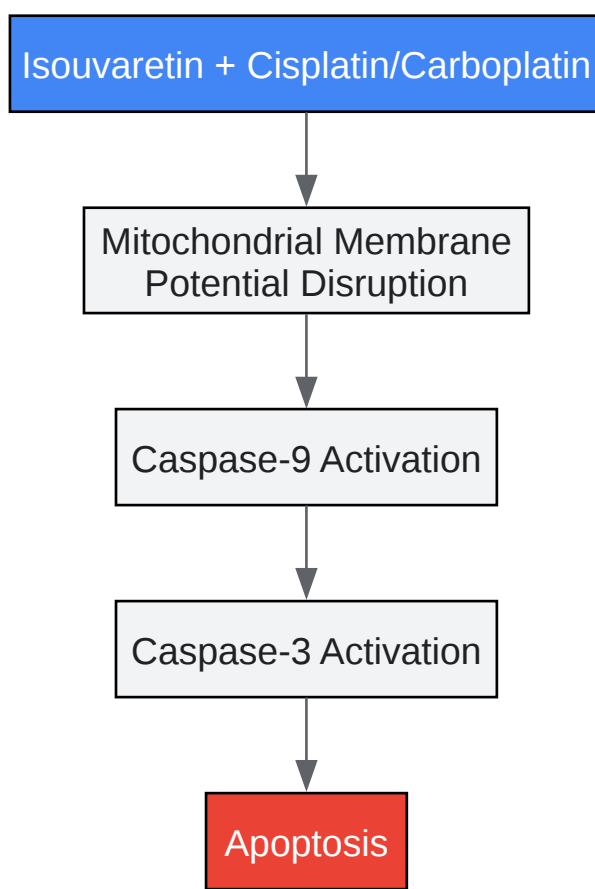 Isouvaretin + Cisplatin/Carboplatin
Mitochondrial Membrane
Potential Disruption
Caspase-9 Activation
Caspase-3 Activation
Apoptosis